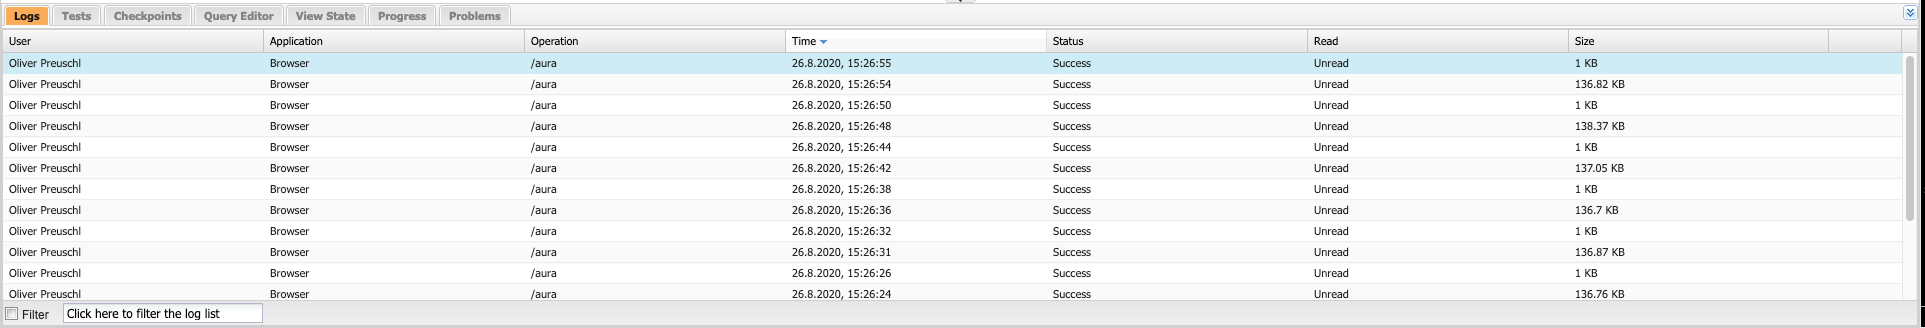 Logs Tests Checkpoints Query Editor View State Progress Problems
User Application Operation Time Status Read Size
Oliver Preuschl Browser /aura 26.8.2020, 15:26:55 Success Unread 1 KB
Oliver Preuschl Browser /aura 26.8.2020, 15:26:54 Success Unread 136.82 KB
Oliver Preuschl Browser /aura 26.8.2020, 15:26:50 Success Unread 1 KB
Oliver Preuschl Browser /aura 26.8.2020, 15:26:48 Success Unread 138.37 KB
Oliver Preuschl Browser /aura 26.8.2020, 15:26:44 Success Unread 1 KB
Oliver Preuschl Browser /aura 26.8.2020, 15:26:42 Success Unread 137.05 KB
Oliver Preuschl Browser /aura 26.8.2020, 15:26:38 Success Unread 1 KB
Oliver Preuschl Browser /aura 26.8.2020, 15:26:36 Success Unread 136.7 KB
Oliver Preuschl Browser /aura 26.8.2020, 15:26:32 Success Unread 1 KB
Oliver Preuschl Browser /aura 26.8.2020, 15:26:31 Success Unread 136.87 KB
Oliver Preuschl Browser /aura 26.8.2020, 15:26:26 Success Unread 1 KB
Oliver Preuschl Browser /aura 26.8.2020, 15:26:24 Success Unread 136.76 KB
Filter Click here to filter the log list